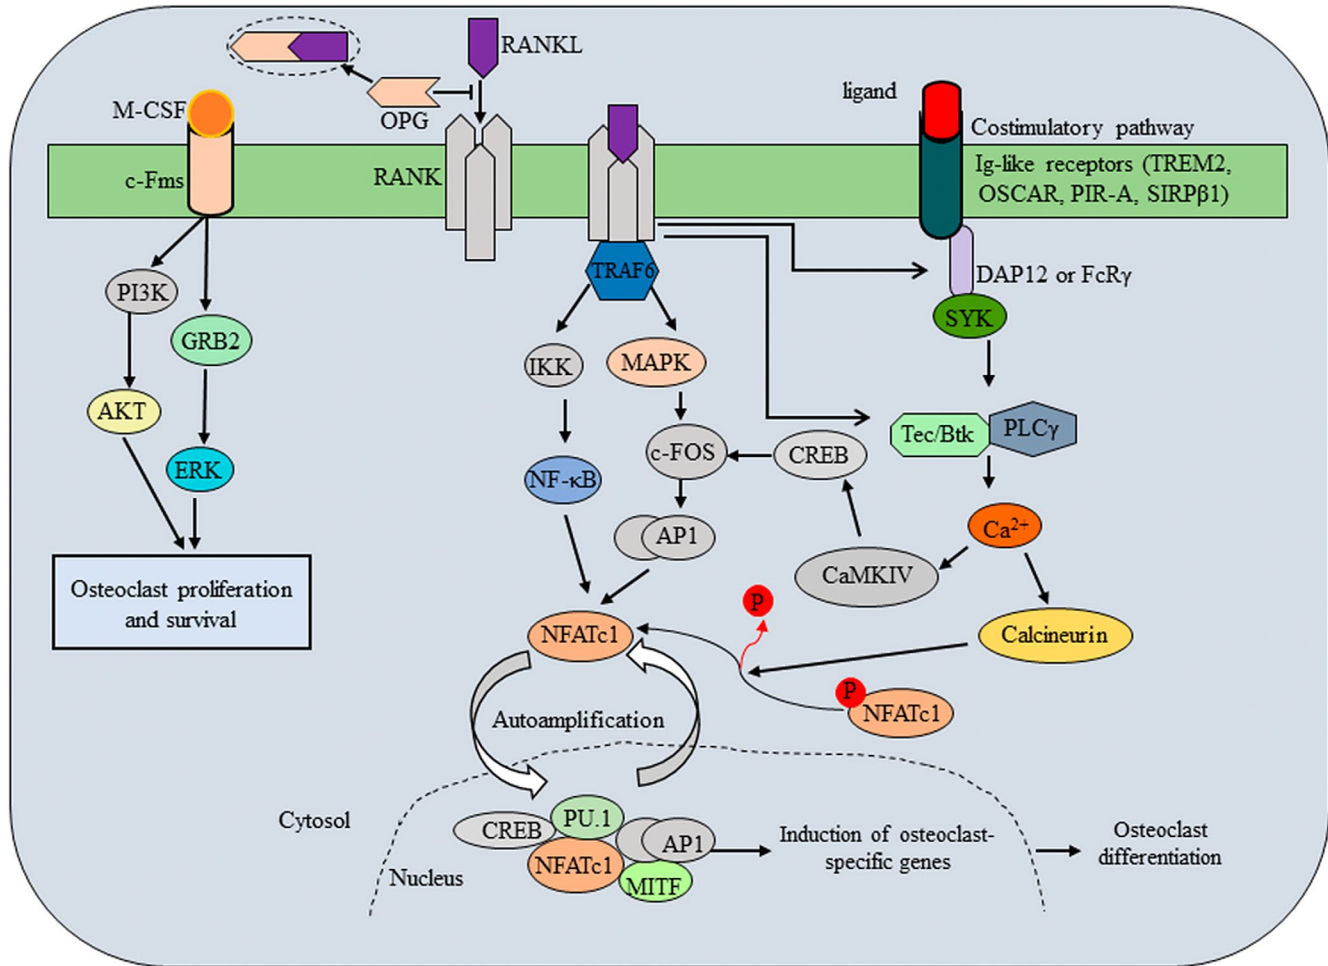 RANKL
OPG
M-CSF
c-Fms
RANK
ligand
Costimulatory pathway
Ig-like receptors (TREM2,
OSCAR, PIR-A, SIRPβ1)
TRAF6
DAP12 or FcRγ
SYK
PI3K
GRB2
AKT
ERK
Osteoclast proliferation
and survival
IKK
MAPK
NF-κB
c-FOS
CREB
Tec/Btk
PLCγ
AP1
Ca²⁺
CaMKIV
Calcineurin
P
NFATc1
P
NFATc1
Autoamplification
Cytosol
Nucleus
CREB
PU.1
NFATc1
AP1
MITF
Induction of osteoclast-
specific genes
Osteoclast
differentiation